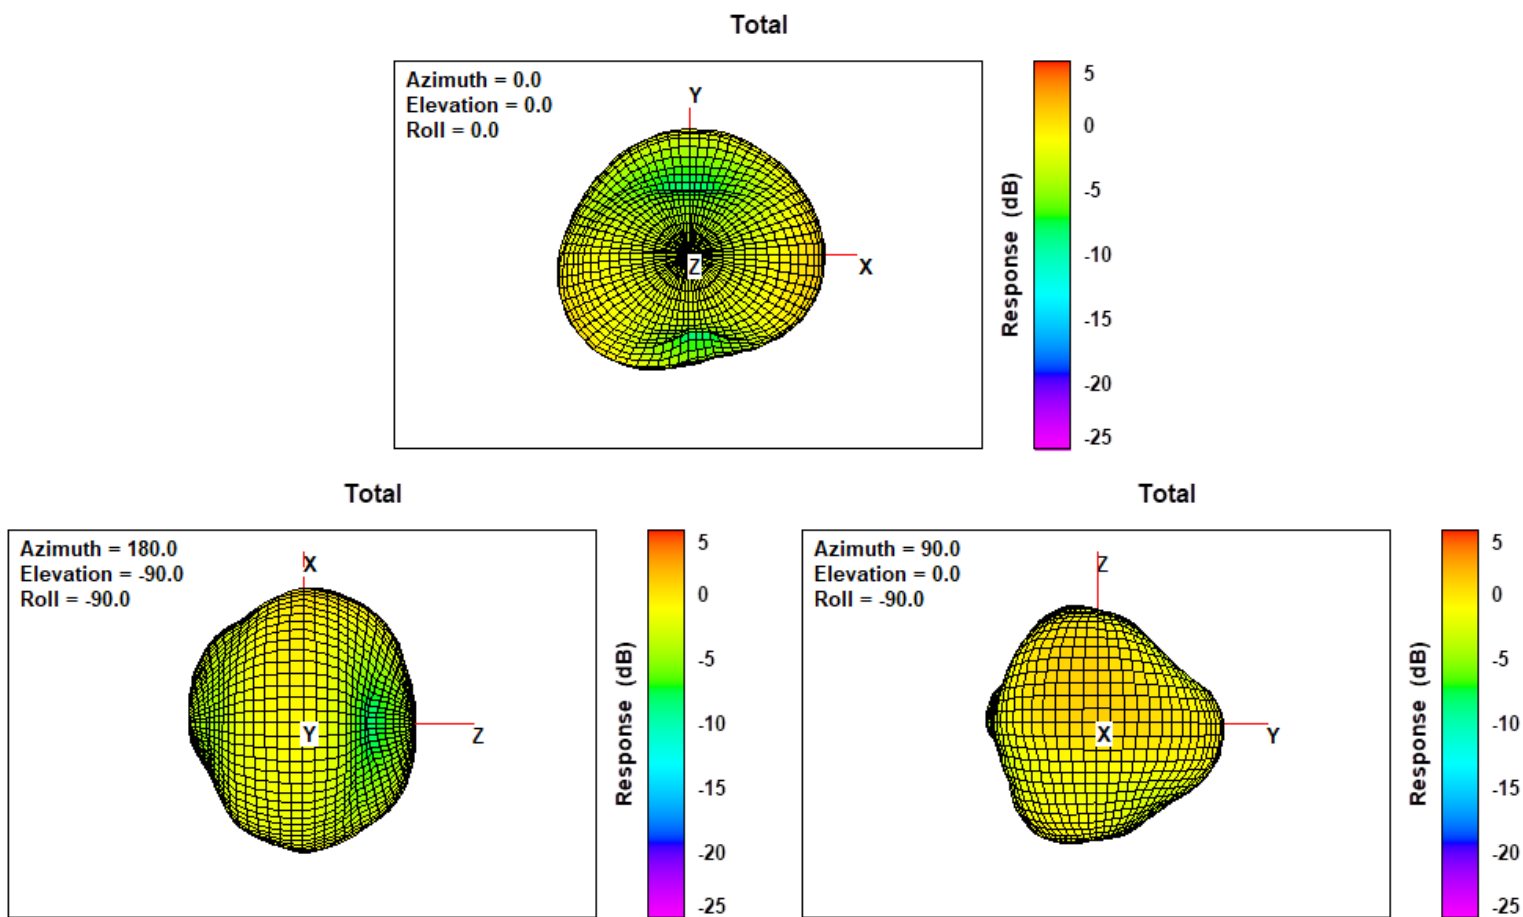 Total
Azimuth = 0.0
Elevation = 0.0
Roll = 0.0
Y
X
Z
Response (dB)
5
0
-5
-10
-15
-20
-25
Total
Azimuth = 180.0
Elevation = -90.0
Roll = -90.0
X
Y
Z
Response (dB)
5
0
-5
-10
-15
-20
-25
Total
Azimuth = 90.0
Elevation = 0.0
Roll = -90.0
Z
X
Y
Response (dB)
5
0
-5
-10
-15
-20
-25